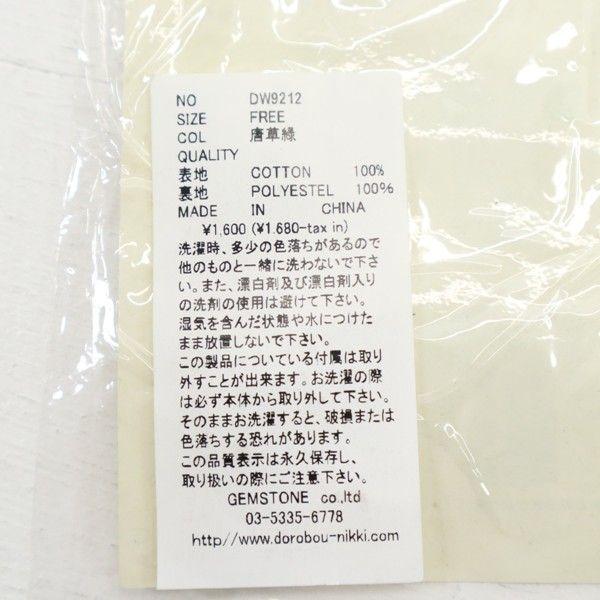 NO DW9212
SIZE FREE
COL 唐草緑
QUALITY
表地 COTTON 100%
裏地 POLYESTEL 100%
MADE IN CHINA
¥1,600 (¥1.680-tax in)
洗濯時、多少の色落ちがあるので
他のものと一緒に洗わないで下さ
い。また、漂白剤及び漂白剤入り
の洗剤の使用は避けて下さい。
湿気を含んだ状態や水につけた
まま放置しないで下さい。
この製品についている付属は取り
外すことが出来ます。お洗濯の際
は必ず本体から取り外して下さい。
そのままお洗濯すると、破損または
色落ちする恐れがあります。
この品質表示は永久保存し、
取り扱いの際にご注意下さい。
GEMSTONE co.,ltd
03-5335-6778
http//www.dorobou-nikki.com